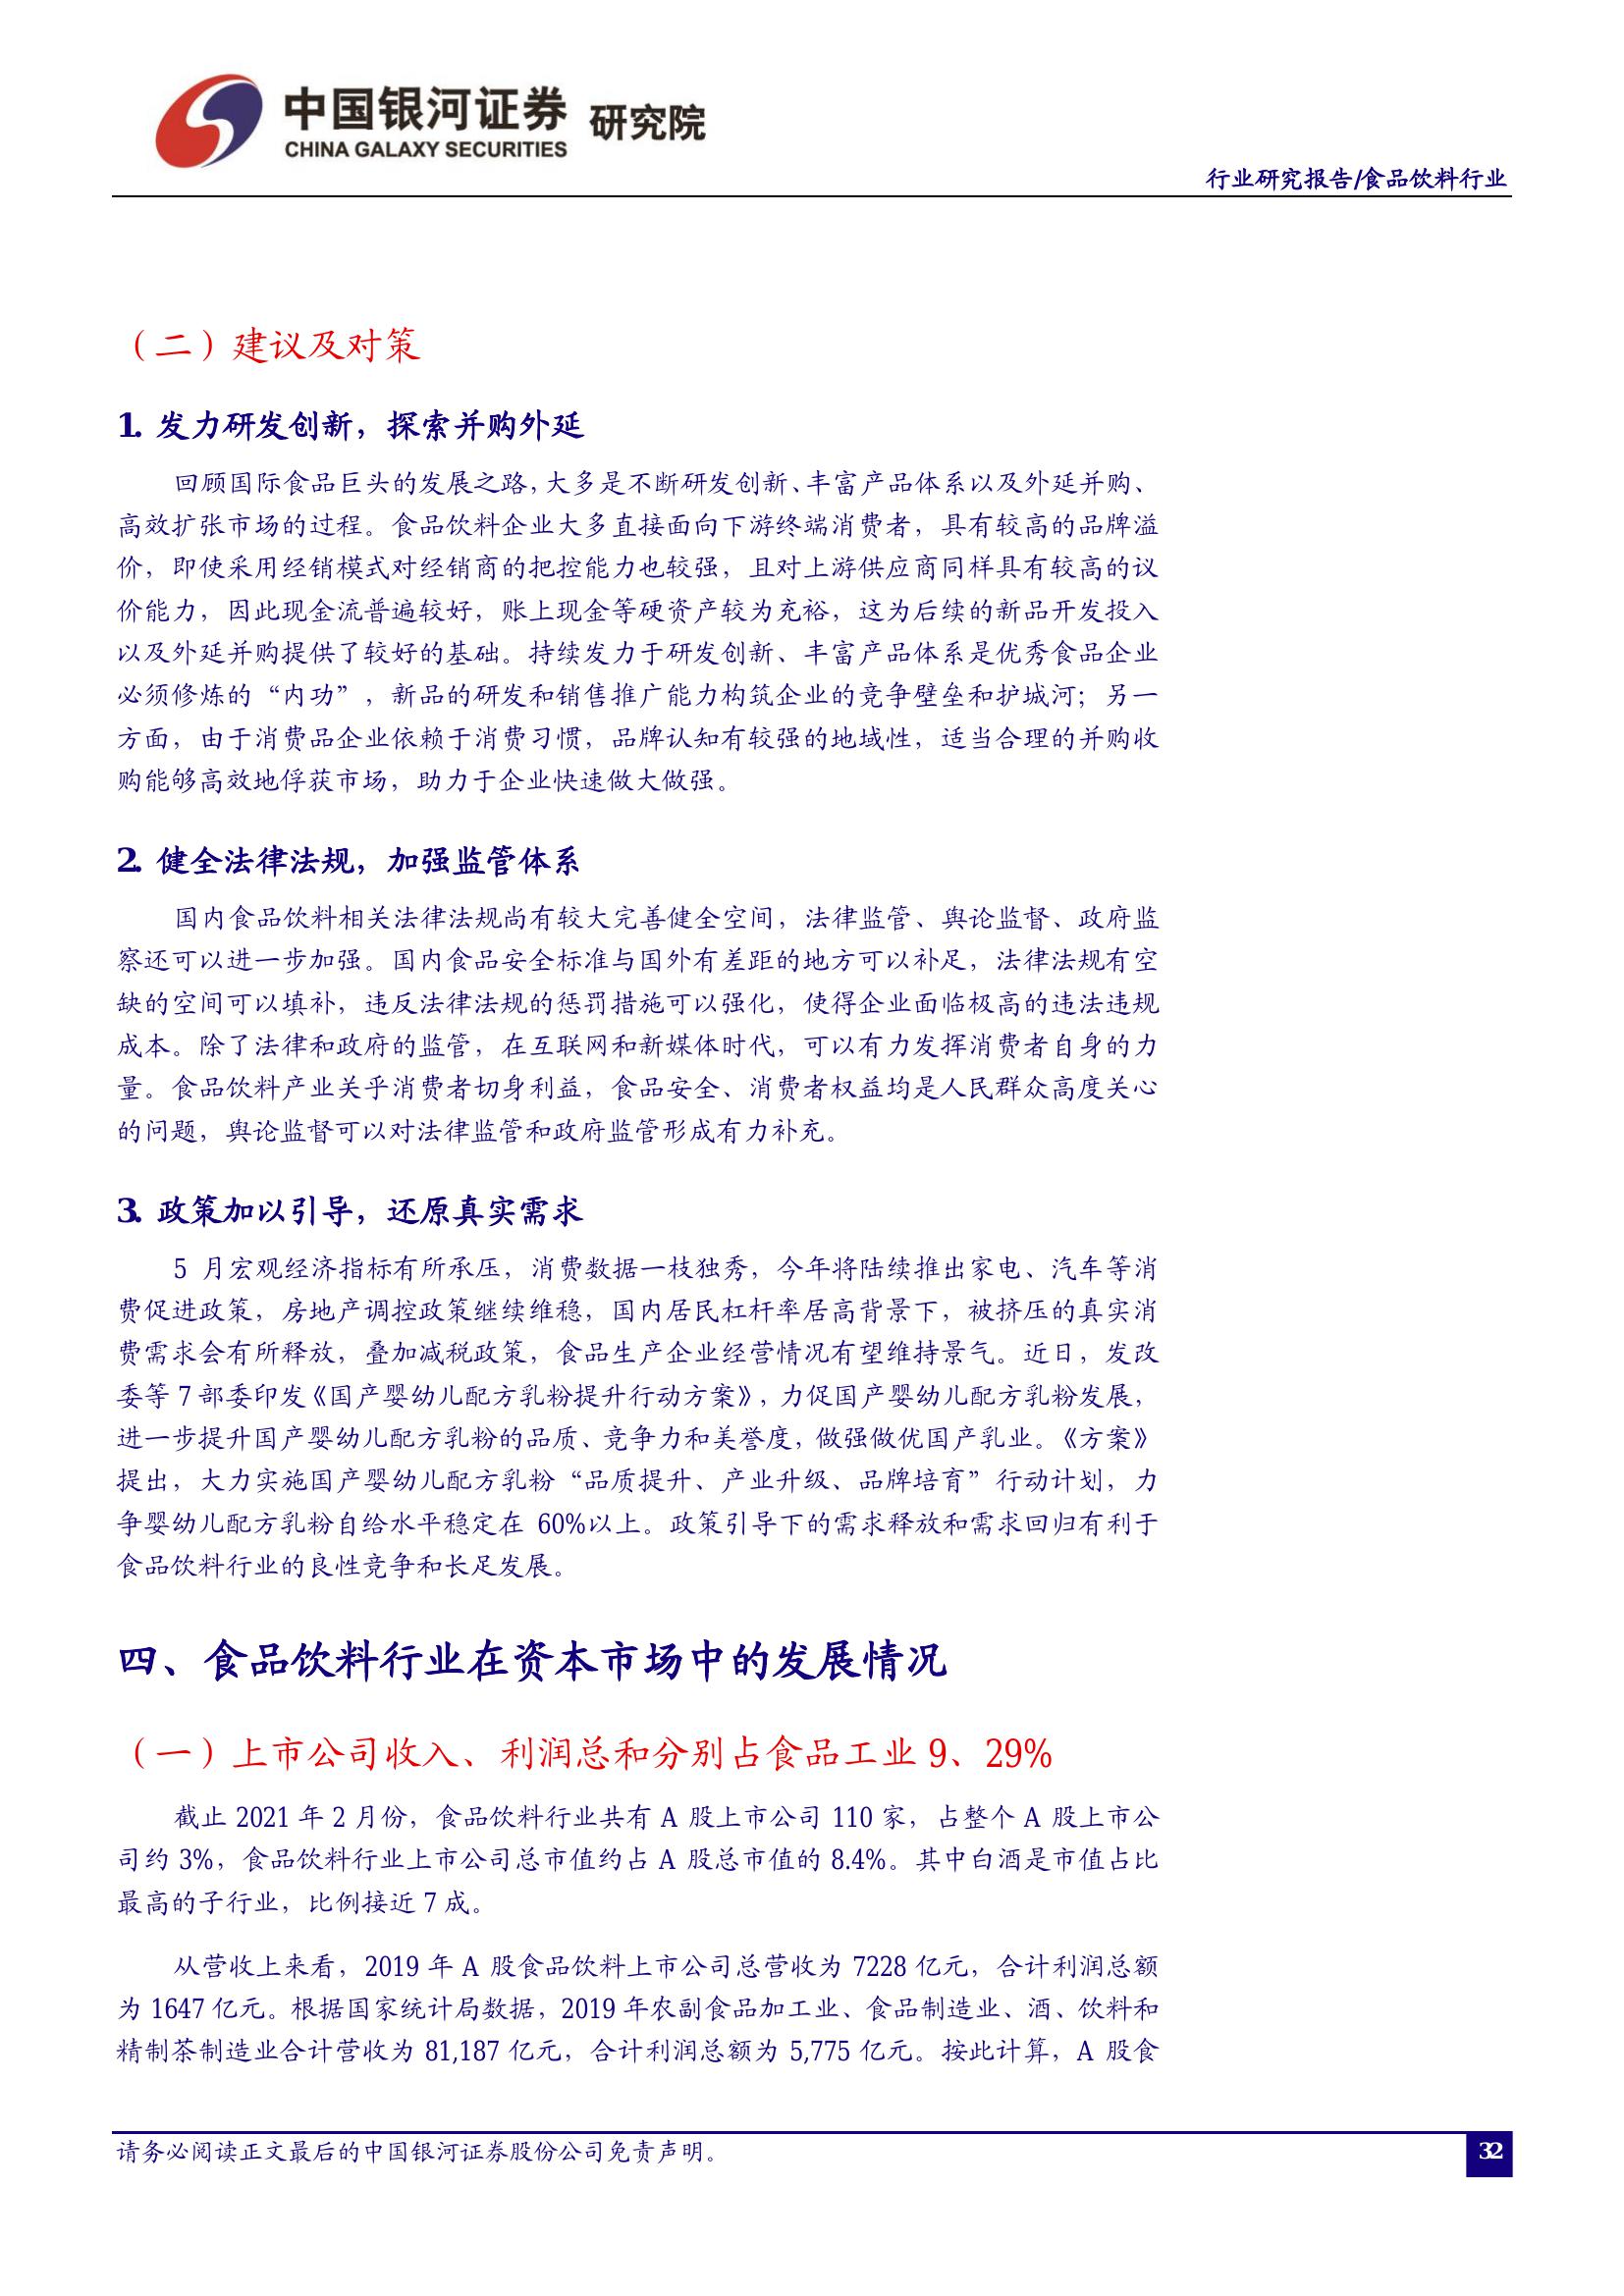 中国银河证券 研究院
CHINA GALAXY SECURITIES
行业研究报告/食品饮料行业
（二）建议及对策
1. 发力研发创新，探索并购外延
回顾国际食品巨头的发展之路，大多是不断研发创新、丰富产品体系以及外延并购、
高效扩张市场的过程。食品饮料企业大多直接面向下游终端消费者，具有较高的品牌溢
价，即使采用经销模式对经销商的把控能力也较强，且对上游供应商同样具有较高的议
价能力，因此现金流普遍较好，账上现金等硬资产较为充裕，这为后续的新品开发投入
以及外延并购提供了较好的基础。持续发力于研发创新、丰富产品体系是优秀食品企业
必须修炼的“内功”，新品的研发和销售推广能力构筑企业的竞争壁垒和护城河；另一
方面，由于消费品企业依赖于消费习惯，品牌认知有较强的地域性，适当合理的并购收
购能够高效地俘获市场，助力于企业快速做大做强。
2. 健全法律法规，加强监管体系
国内食品饮料相关法律法规尚有较大完善健全空间，法律监管、舆论监督、政府监
察还可以进一步加强。国内食品安全标准与国外有差距的地方可以补足，法律法规有空
缺的空间可以填补，违反法律法规的惩罚措施可以强化，使得企业面临极高的违法违规
成本。除了法律和政府的监管，在互联网和新媒体时代，可以有力发挥消费者自身的力
量。食品饮料产业关乎消费者切身利益，食品安全、消费者权益均是人民群众高度关心
的问题，舆论监督可以对法律监管和政府监管形成有力补充。
3. 政策加以引导，还原真实需求
5 月宏观经济指标有所承压，消费数据一枝独秀，今年将陆续推出家电、汽车等消
费促进政策，房地产调控政策继续维稳，国内居民杠杆率居高背景下，被挤压的真实消
费需求会有所释放，叠加减税政策，食品生产企业经营情况有望维持景气。近日，发改
委等 7 部委印发《国产婴幼儿配方乳粉提升行动方案》，力促国产婴幼儿配方乳粉发展，
进一步提升国产婴幼儿配方乳粉的品质、竞争力和美誉度，做强做优国产乳业。《方案》
提出，大力实施国产婴幼儿配方乳粉“品质提升、产业升级、品牌培育”行动计划，力
争婴幼儿配方乳粉自给水平稳定在 60%以上。政策引导下的需求释放和需求回归有利于
食品饮料行业的良性竞争和长足发展。
四、食品饮料行业在资本市场中的发展情况
（一）上市公司收入、利润总和分别占食品工业 9、29%
截止 2021 年 2 月份，食品饮料行业共有 A 股上市公司 110 家，占整个 A 股上市公
司约 3%，食品饮料行业上市公司总市值约占 A 股总市值的 8.4%。其中白酒是市值占比
最高的子行业，比例接近 7 成。
从营收上来看，2019 年 A 股食品饮料上市公司总营收为 7228 亿元，合计利润总额
为 1647 亿元。根据国家统计局数据，2019 年农副食品加工业、食品制造业、酒、饮料和
精制茶制造业合计营收为 81,187 亿元，合计利润总额为 5,775 亿元。按此计算，A 股食
请务必阅读正文最后的中国银河证券股份公司免责声明。
32